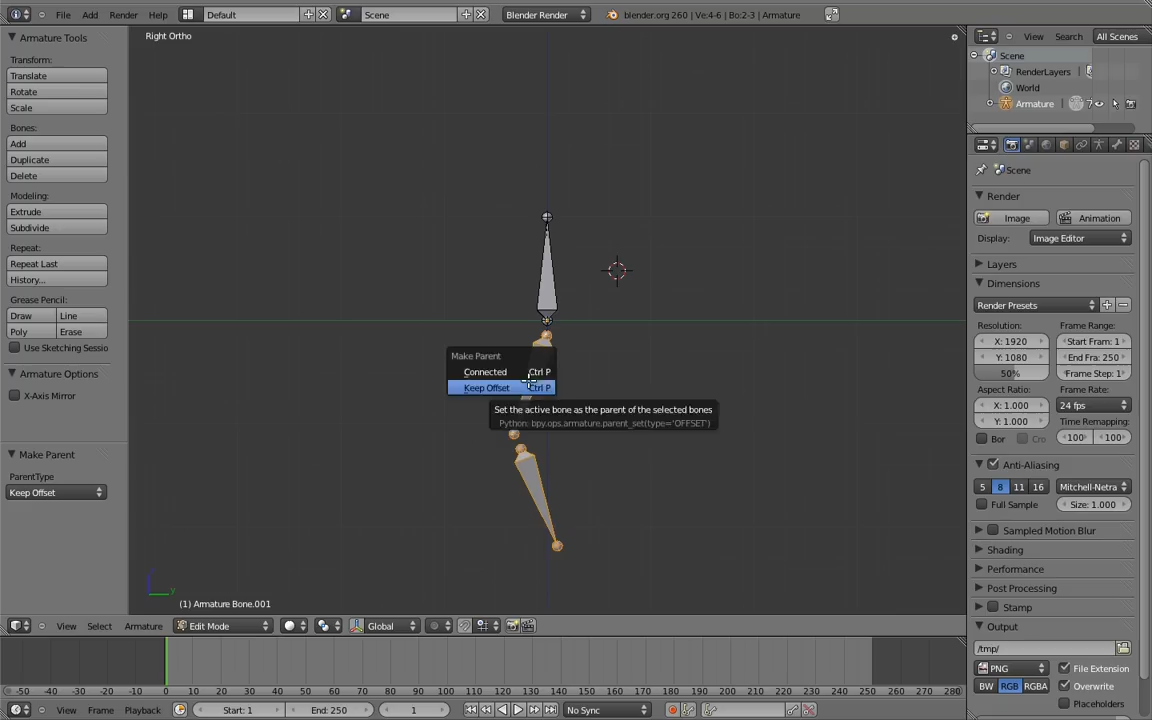 File Add Render Help Default Scene Blender Render blender.org 260 | Ve:4-6 | Bo:2-3 | Armature
Armature Tools
Transform:
Translate
Rotate
Scale
Bones:
Add
Duplicate
Delete
Modeling:
Extrude
Subdivide
Repeat:
Repeat Last
History...
Grease Pencil:
Draw Line
Poly Erase
Use Sketching Sessio
Armature Options
X-Axis Mirror
Make Parent
ParentType
Keep Offset
Right Ortho
Make Parent
Connected Ctrl P
Keep Offset Ctrl P
Set the active bone as the parent of the selected bones
Python: bpy.ops.armature.parent_set(type='OFFSET')
y
(1) Armature Bone.001
View Select Armature Edit Mode Global
-50 -40 -30 -20 -10 0 10 20 30 40 50 60 70 80 90 100 110 120 130 140 150 160 170 180 190 200 210 220 230 240 250 260 270 280
View Frame Playback Start: 1 End: 250 1 No Sync
View Search All Scenes
Scene
RenderLayers
World
Armature 7
Scene
Render
Image Animation
Display: Image Editor
Layers
Dimensions
Render Presets
Resolution: Frame Range:
X: 1920 Start Fram: 1
Y: 1080 End Fra: 250
50% Frame Step: 1
Aspect Ratio: Frame Rate:
X: 1.000 24 fps
Y: 1.000 Time Remapping:
Bor Cro 100 100
Anti-Aliasing
5 8 11 16 Mitchell-Netra
Full Sample Size: 1.000
Sampled Motion Blur
Shading
Performance
Post Processing
Stamp
Output
/tmp/
PNG File Extension
BW RGB RGBA Overwrite
Placeholders